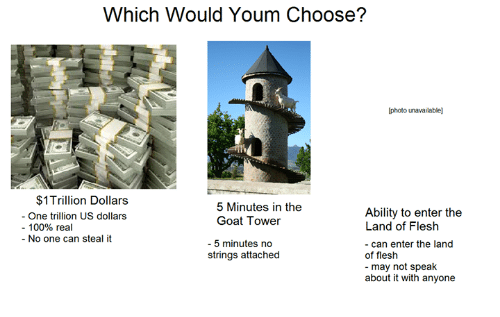 Which Would Youm Choose?
[photo unavailable]
$1Trillion Dollars
- One trillion US dollars
- 100% real
- No one can steal it
5 Minutes in the
Goat Tower
- 5 minutes no
strings attached
Ability to enter the
Land of Flesh
- can enter the land
of flesh
- may not speak
about it with anyone